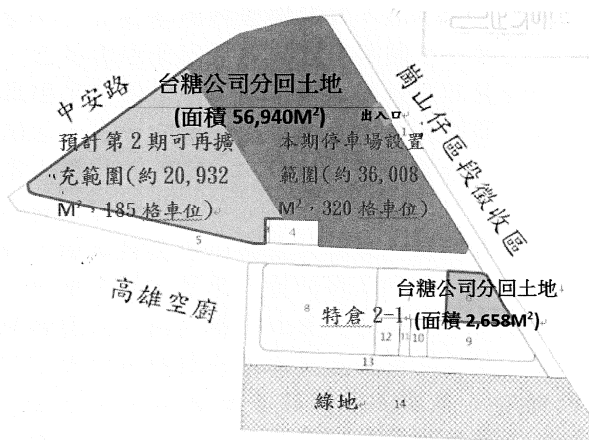 台糖公司分回土地
(面積 56,940M²)
中安路
出入口
1
崗山仔區段徵收區
預計第 2 期可再擴
充範圍(約 20,932
M²,185 格車位)
本期停車場設置
範圍(約 36,008
M²,320 格車位)
4
5
高雄空廚
台糖公司分回土地
(面積 2,658M²)
8
特倉 2-1
12
11
10
9
13
綠地
14